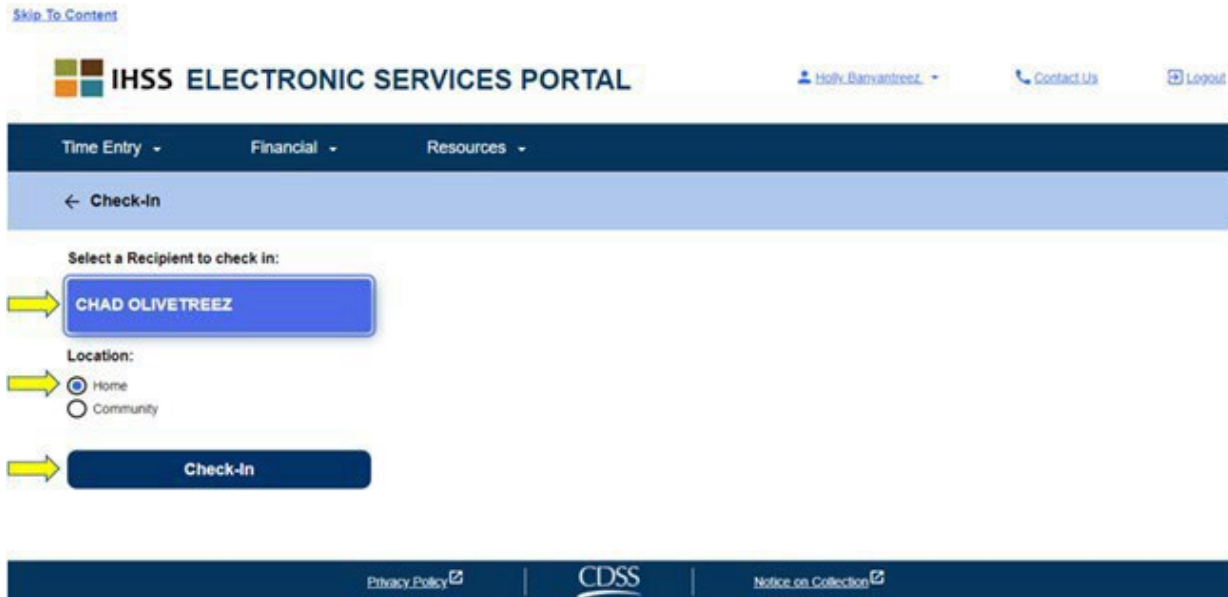 Skip To Content
IHSS ELECTRONIC SERVICES PORTAL
Holly Banyantreez
Contact Us
Logout
Time Entry
Financial
Resources
Check-In
Select a Recipient to check in:
CHAD OLIVETREEZ
Location:
Home
Community
Check-In
Privacy Policy
CDSS
Notice on Collection